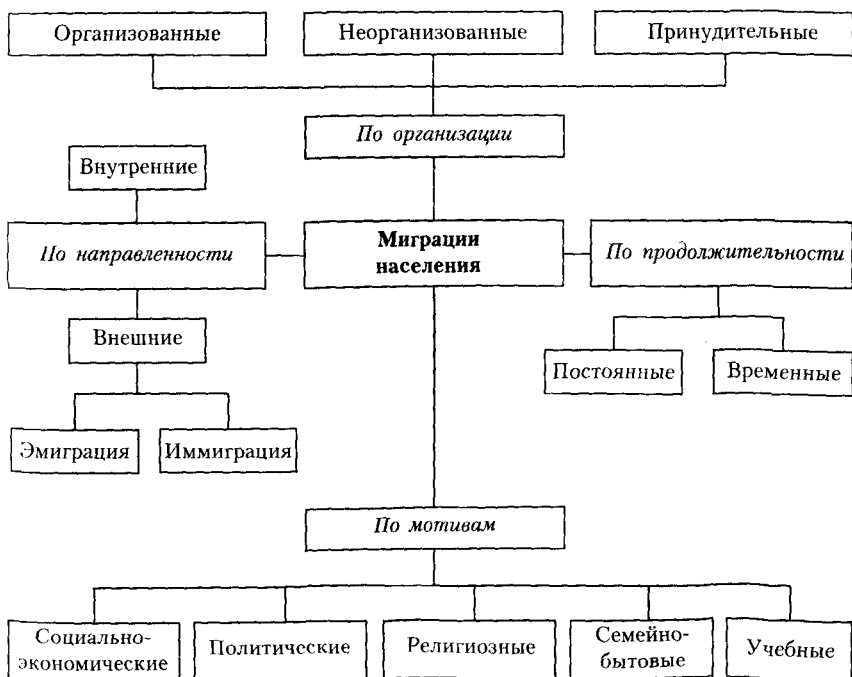 Организованные
Неорганизованные
Принудительные
По организации
Внутренние
По направленности
Миграции
населения
По продолжительности
Внешние
Постоянные
Временные
Эмиграция
Иммиграция
По мотивам
Социально-
экономические
Политические
Религиозные
Семейно-
бытовые
Учебные